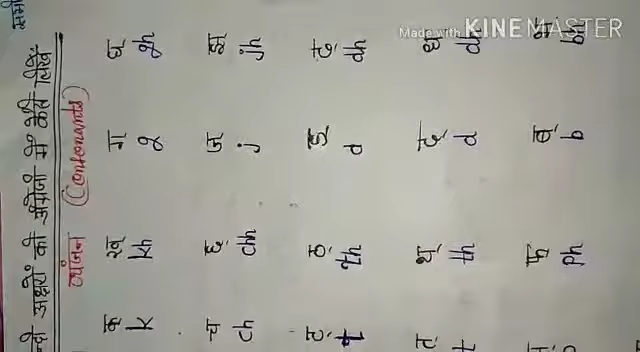 न्दी अक्षरों को अंग्रेजी में कैसे लिखें
व्यंजन (Consonants)
क् ख् ग् घ्
k kh g gh
च् छ् ज् झ्
ch chh j jh
ट् ठ् ड् ढ्
t th d dh
त् थ् द् ध्
t th d dh
फ् ब् भ्
ph b bh
Made with KINEMASTER